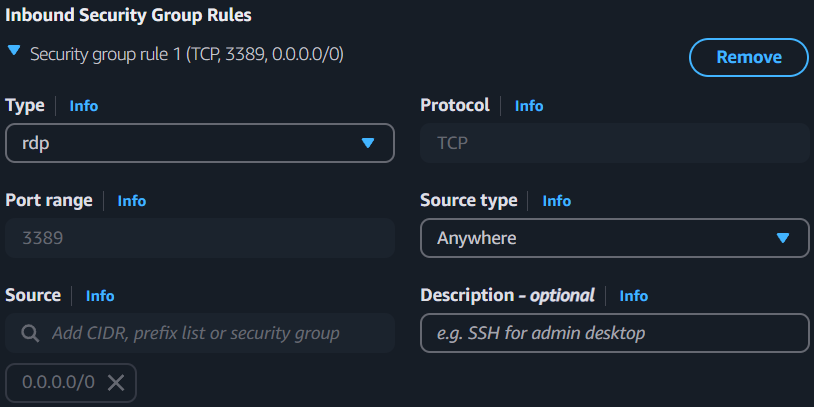 Inbound Security Group Rules
Security group rule 1 (TCP, 3389, 0.0.0.0/0)
Remove
Type Info
Protocol Info
rdp
TCP
Port range Info
Source type Info
3389
Anywhere
Source Info
Description - optional Info
Add CIDR, prefix list or security group
e.g. SSH for admin desktop
0.0.0.0/0